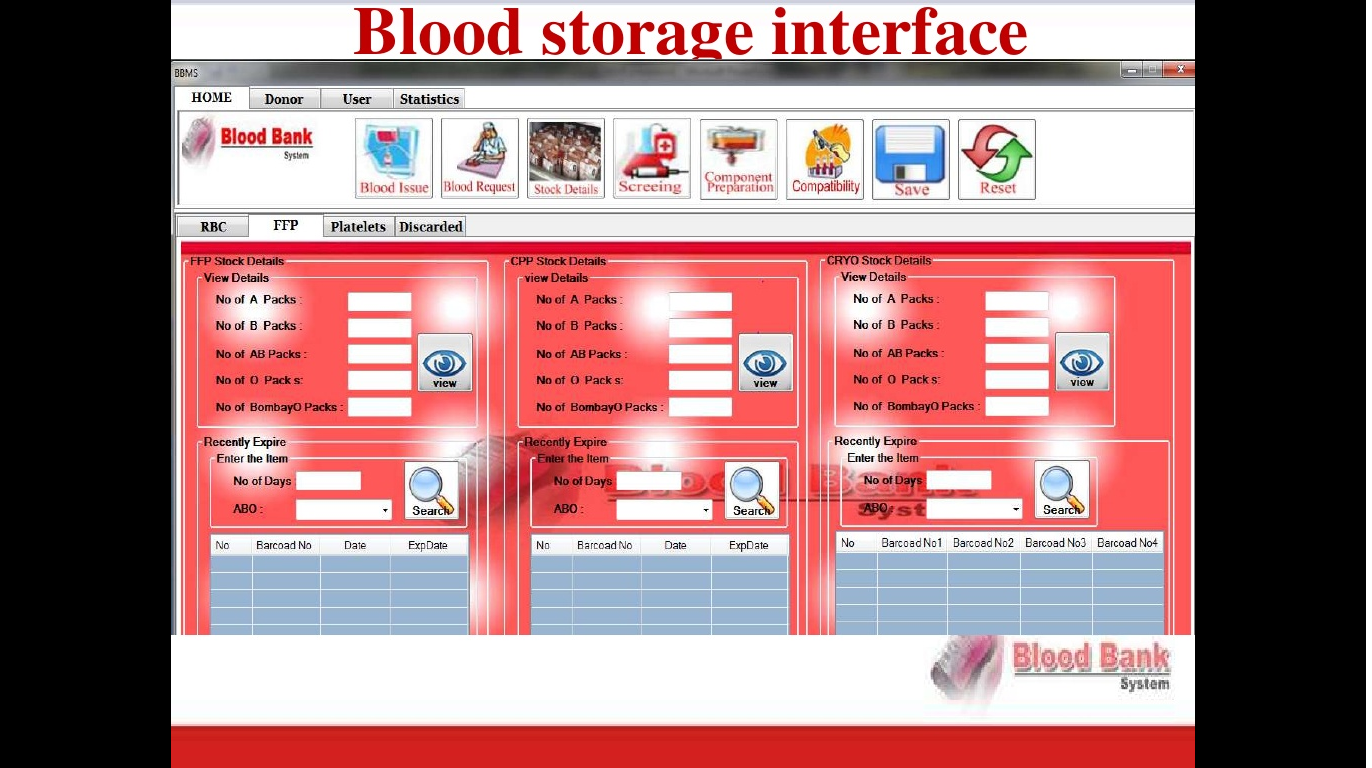 Blood storage interface
BBMS
HOME Donor User Statistics
Blood Bank
System
Blood Issue
Blood Request
Stock Details
Screeing
Component
Preparation
Compatibility
Save
Reset
RBC FFP Platelets Discarded
FFP Stock Details
View Details
No of A Packs :
No of B Packs :
No of AB Packs :
No of O Pack s:
No of BombayO Packs :
view
Recently Expire
Enter the Item
No of Days
ABO :
Search
No Barcoad No Date ExpDate
CPP Stock Details
view Details
No of A Packs :
No of B Packs :
No of AB Packs :
No of O Pack s:
No of BombayO Packs :
view
Recently Expire
Enter the Item
No of Days
ABO :
Search
No Barcoad No Date ExpDate
CRYO Stock Details
View Details
No of A Packs :
No of B Packs :
No of AB Packs :
No of O Pack s:
No of BombayO Packs :
view
Recently Expire
Enter the Item
No of Days
ABO :
Search
No Barcoad No1 Barcoad No2 Barcoad No3 Barcoad No4
Blood Bank
System
Blood Bank
System